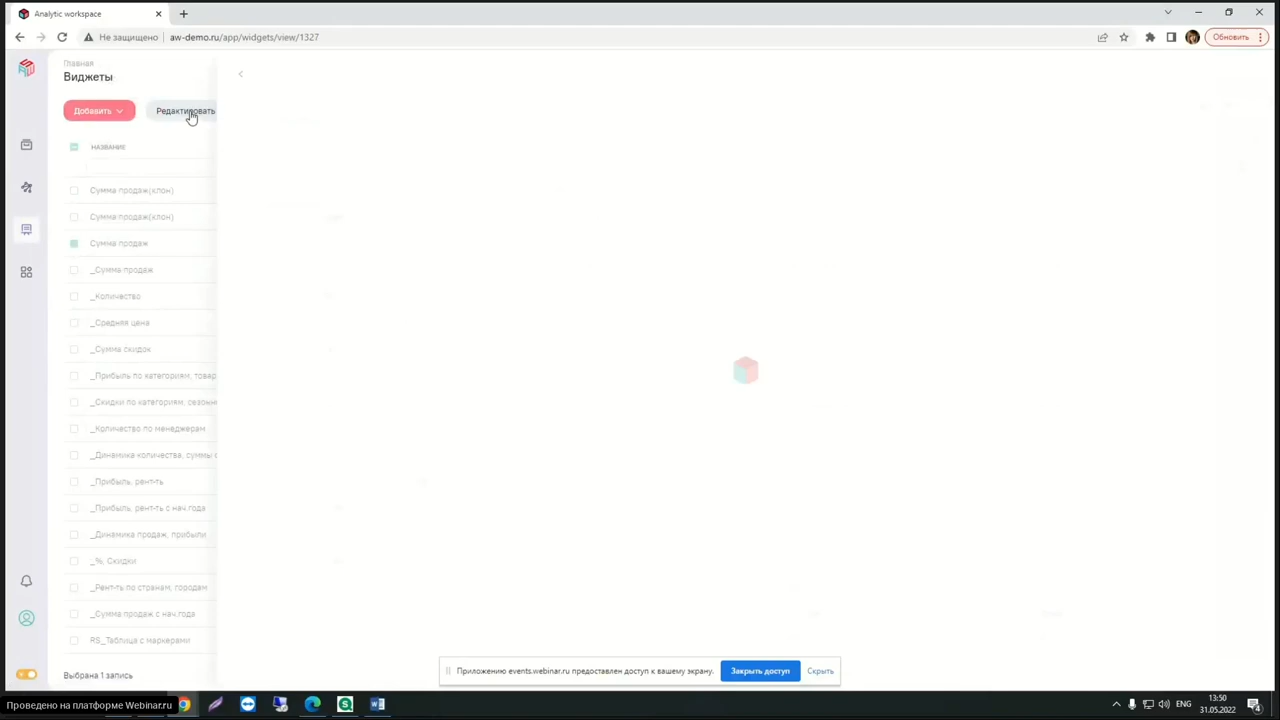 Analytic workspace
Не защищено
aw-demo.ru/app/widgets/view/1327
Обновить
Главная
Виджеты
Добавить
Редактировать
НАЗВАНИЕ
Сумма продаж(клон)
Сумма продаж(клон)
Сумма продаж
_Сумма продаж
_Количество
_Средняя цена
_Сумма скидок
_Прибыль по категориям, товар
_Скидки по категориям, сезонн
_Количество по менеджерам
_Динамика количества, суммы с
_Прибыль, рент-ть
_Прибыль, рент-ть с нач.года
_Динамика продаж, прибыли
_%, Скидки
_Рент-ть по странам, городам
_Сумма продаж с нач.года
RS_Таблица с маркерами
Выбрана 1 запись
Приложению events.webinar.ru предоставлен доступ к вашему экрану.
Закрыть доступ
Скрыть
Проведено на платформе Webinar.ru
ENG
13:50
31.05.2022
4